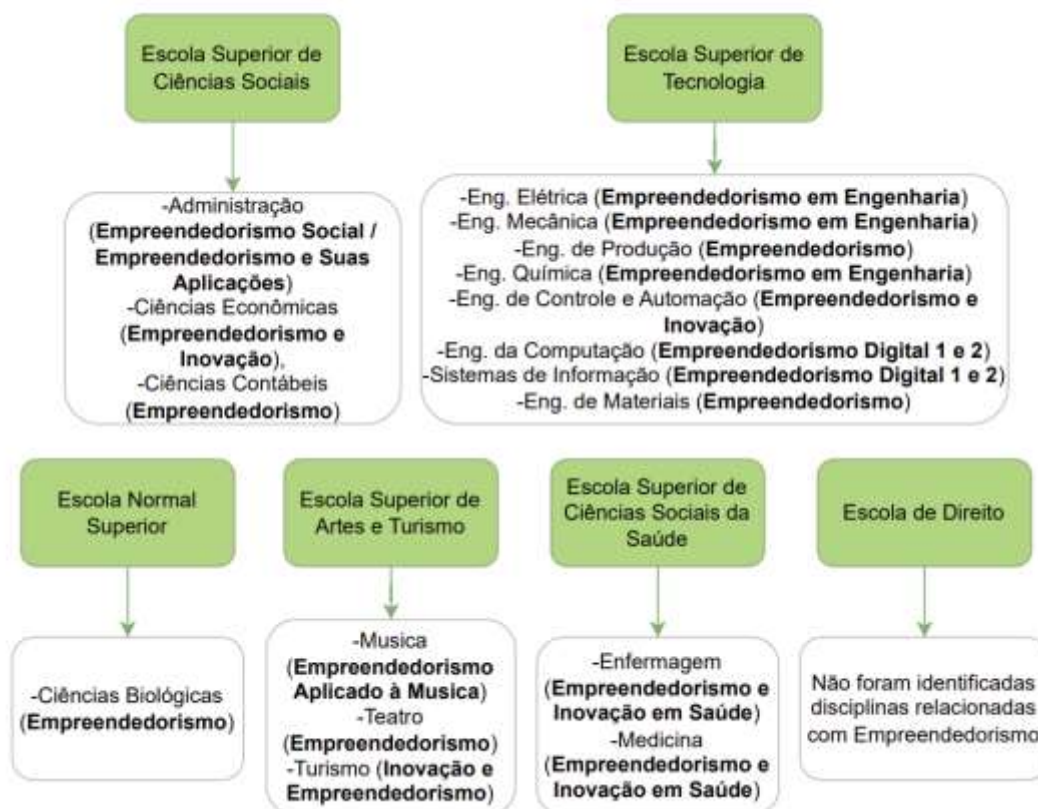 Escola Superior de
Ciências Sociais
Escola Superior de
Tecnologia
-Administração
(Empreendedorismo Social /
Empreendedorismo e Suas
Aplicações)
-Ciências Econômicas
(Empreendedorismo e
Inovação),
-Ciências Contábeis
(Empreendedorismo)
-Eng. Elétrica (Empreendedorismo em Engenharia)
-Eng. Mecânica (Empreendedorismo em Engenharia)
-Eng. de Produção (Empreendedorismo)
-Eng. Química (Empreendedorismo em Engenharia)
-Eng. de Controle e Automação (Empreendedorismo e
Inovação)
-Eng. da Computação (Empreendedorismo Digital 1 e 2)
-Sistemas de Informação (Empreendedorismo Digital 1 e 2)
-Eng. de Materiais (Empreendedorismo)
Escola Normal
Superior
Escola Superior de
Artes e Turismo
Escola Superior de
Ciências Sociais da
Saúde
Escola de Direito
-Ciências Biológicas
(Empreendedorismo)
-Musica
(Empreendedorismo
Aplicado à Musica)
-Teatro
(Empreendedorismo)
-Turismo (Inovação e
Empreendedorismo)
-Enfermagem
(Empreendedorismo e
Inovação em Saúde)
-Medicina
(Empreendedorismo e
Inovação em Saúde)
Não foram identificadas
disciplinas relacionadas
com Empreendedorismo